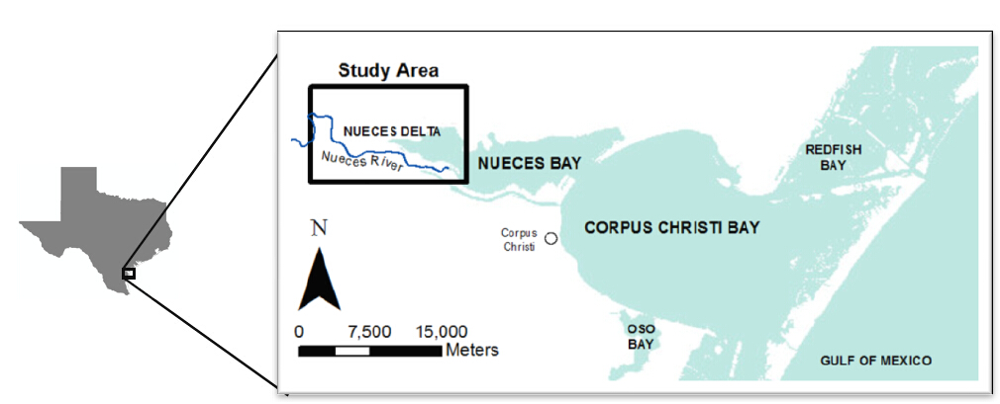 Study Area
NUECES DELTA
Nueces River
NUECES BAY
REDFISH
BAY
CORPUS CHRISTI BAY
Corpus
Christi
N
0 7,500 15,000
Meters
OSO
BAY
GULF OF MEXICO